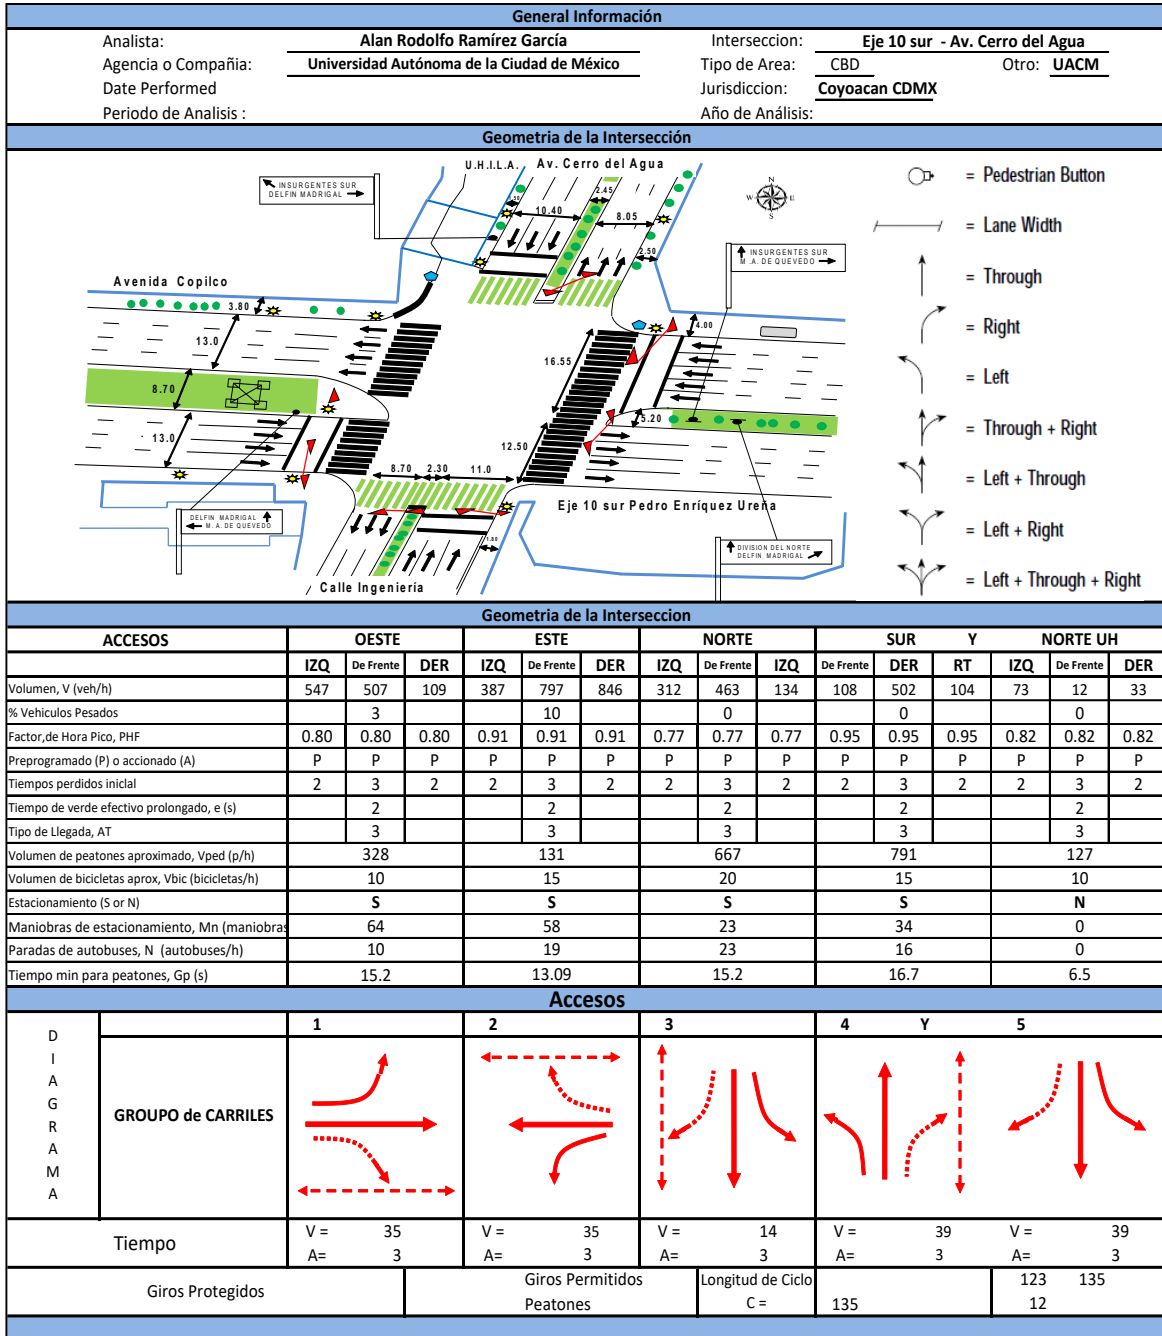 General Información
Analista: Alan Rodolfo Ramírez García Interseccion: Eje 10 sur - Av. Cerro del Agua
Agencia o Compañia: Universidad Autónoma de la Ciudad de México Tipo de Area: CBD Otro: UACM
Date Performed Jurisdiccion: Coyoacan CDMX
Periodo de Analisis : Año de Análisis:
Geometria de la Intersección
U.H.I.L.A. Av. Cerro del Agua
INSURGENTES SUR
DELFIN MADRIGAL
2.45
10.40
8.05
2.50
N
W E
S
INSURGENTES SUR
M.A. DE QUEVEDO
Avenida Copilco
3.80
13.0
4.00
16.55
8.70
5.20
13.0
12.50
8.70 2.30 11.0
Eje 10 sur Pedro Enríquez Ureña
DELFIN MADRIGAL
M. A. DE QUEVEDO
1.80
DIVISION DEL NORTE
DELFIN MADRIGAL
Calle Ingeniería
= Pedestrian Button
= Lane Width
= Through
= Right
= Left
= Through + Right
= Left + Through
= Left + Right
= Left + Through + Right
Geometria de la Interseccion
ACCESOS OESTE ESTE NORTE SUR Y NORTE UH
IZQ De Frente DER IZQ De Frente DER IZQ De Frente IZQ De Frente DER RT IZQ De Frente DER
Volumen, V (veh/h) 547 507 109 387 797 846 312 463 134 108 502 104 73 12 33
% Vehiculos Pesados 3 10 0 0 0
Factor,de Hora Pico, PHF 0.80 0.80 0.80 0.91 0.91 0.91 0.77 0.77 0.77 0.95 0.95 0.95 0.82 0.82 0.82
Preprogramado (P) o accionado (A) P P P P P P P P P P P P P P P
Tiempos perdidos iniclal 2 3 2 2 3 2 2 3 2 2 3 2 2 3 2
Tiempo de verde efectivo prolongado, e (s) 2 2 2 2 2
Tipo de Llegada, AT 3 3 3 3 3
Volumen de peatones aproximado, Vped (p/h) 328 131 667 791 127
Volumen de bicicletas aprox, Vbic (bicicletas/h) 10 15 20 15 10
Estacionamiento (S or N) S S S S N
Maniobras de estacionamiento, Mn (maniobras 64 58 23 34 0
Paradas de autobuses, N (autobuses/h) 10 19 23 16 0
Tiempo min para peatones, Gp (s) 15.2 13.09 15.2 16.7 6.5
Accesos
1 2 3 4 Y 5
D
I
A
G
R
A
M
A
GROUPO de CARRILES
Tiempo
V = 35 V = 35 V = 14 V = 39 V = 39
A= 3 A= 3 A= 3 A= 3 A= 3
Giros Protegidos
Giros Permitidos Longitud de Ciclo 123 135
Peatones C = 135 12